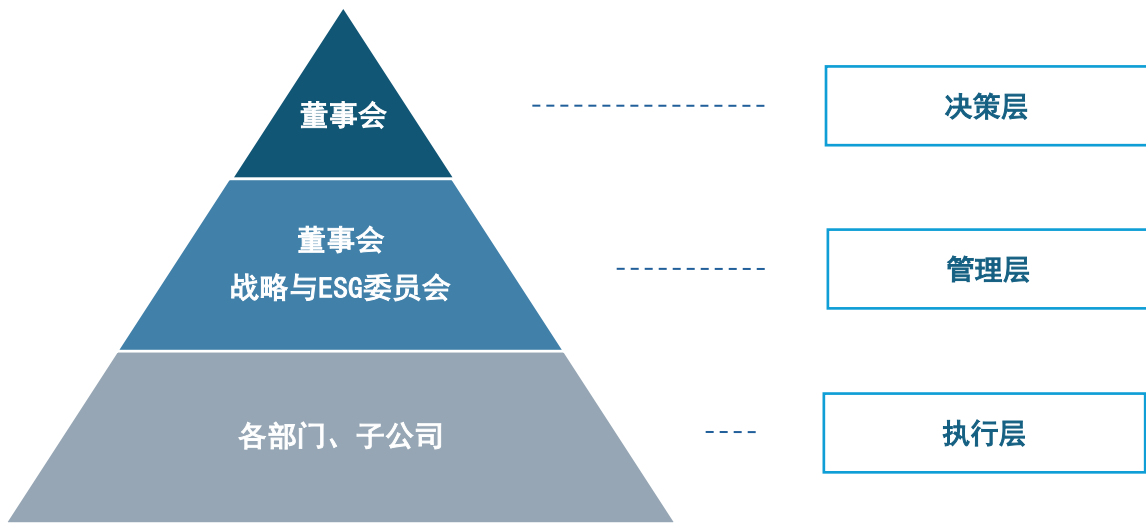 董事会
决策层
董事会
战略与ESG委员会
管理层
各部门、子公司
执行层